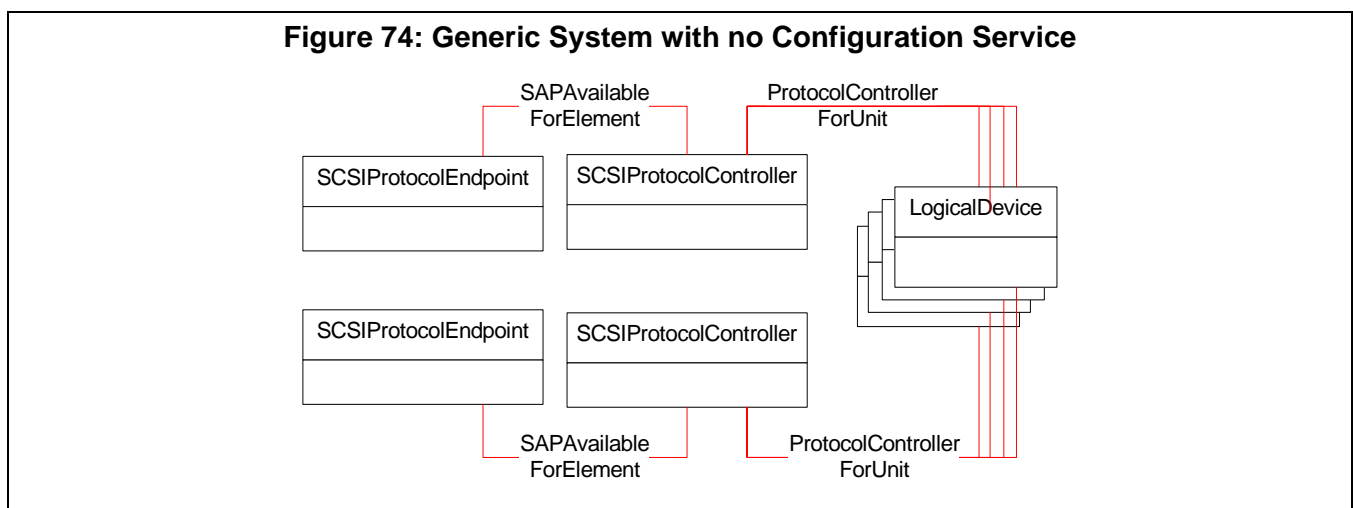 Figure 74: Generic System with no Configuration Service
SAPAvailable
ForElement
ProtocolController
ForUnit
SCSIProtocolEndpoint
SCSIProtocolController
LogicalDevice
SCSIProtocolEndpoint
SCSIProtocolController
SAPAvailable
ForElement
ProtocolController
ForUnit